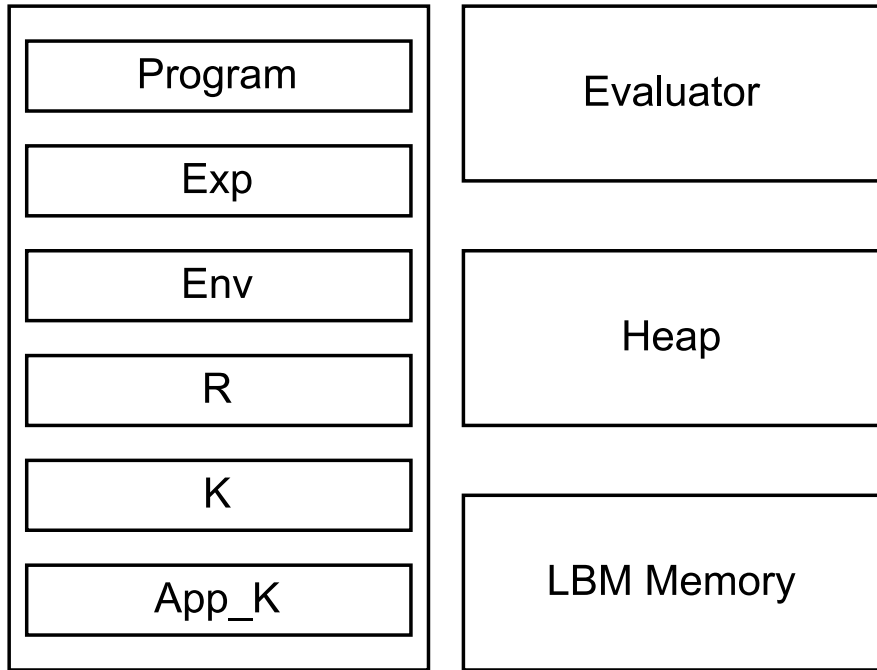 Program
Exp
Env
R
K
App_K
Evaluator
Heap
LBM Memory